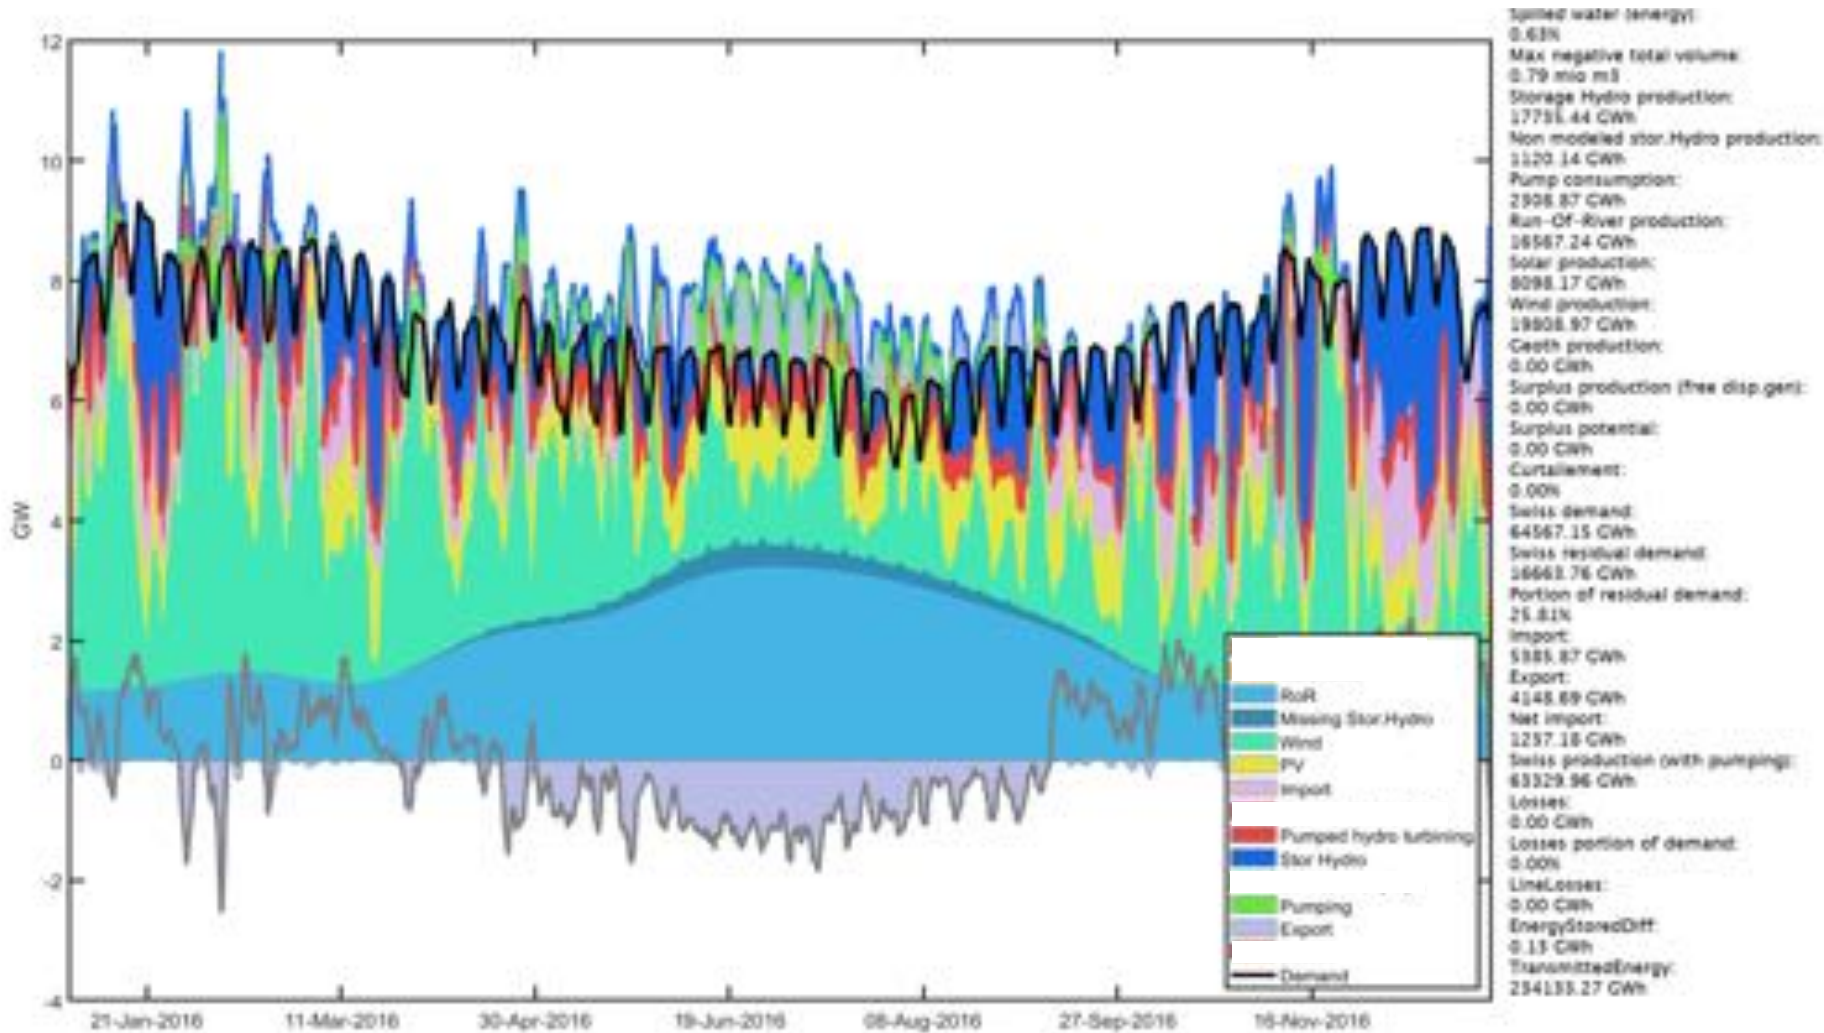 12
10
8
6
4
2
0
-2
-4
GW
21-Jan-2016
11-Mar-2016
30-Apr-2016
19-Jun-2016
08-Aug-2016
27-Sep-2016
16-Nov-2016
RoR
Missing Stor.Hydro
Wind
PV
Import
Pumped hydro turbining
Stor Hydro
Pumping
Export
Demand
Spilled water (energy):
0.63%
Max negative total volume:
0.79 mio m3
Storage Hydro production:
17735.44 GWh
Non modeled stor.Hydro production:
1120.14 GWh
Pump consumption:
2308.87 GWh
Run-Of-River production:
16567.24 GWh
Solar production:
8098.17 GWh
Wind production:
19808.97 GWh
Geoth production:
0.00 GWh
Surplus production (free disp.gen):
0.00 GWh
Surplus potential:
0.00 GWh
Curtailement:
0.00%
Swiss demand:
64567.15 GWh
Swiss residual demand:
16663.76 GWh
Portion of residual demand:
25.81%
Import:
5385.87 GWh
Export:
4148.69 GWh
Net import:
1237.18 GWh
Swiss production (with pumping):
63329.96 GWh
Losses:
0.00 GWh
Losses portion of demand:
0.00%
LineLosses:
0.00 GWh
EnergyStoredDiff:
0.13 GWh
TransmittedEnergy:
234133.27 GWh